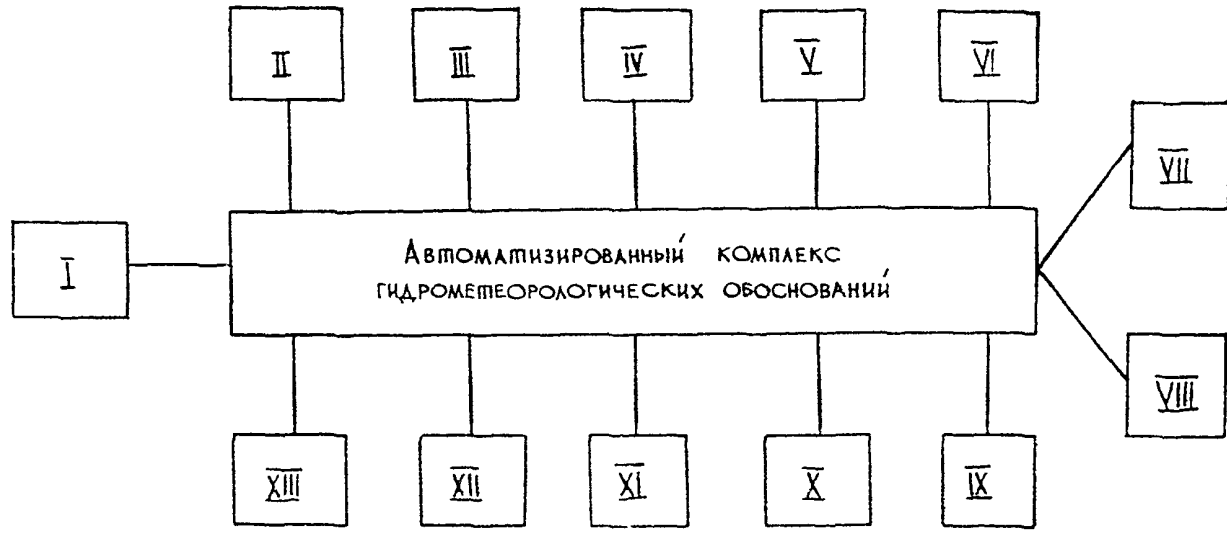 II
III
IV
V
VI
VII
I
Автоматизированный комплекс
гидрометеорологических обоснований
VIII
XIII
XII
XI
X
IX